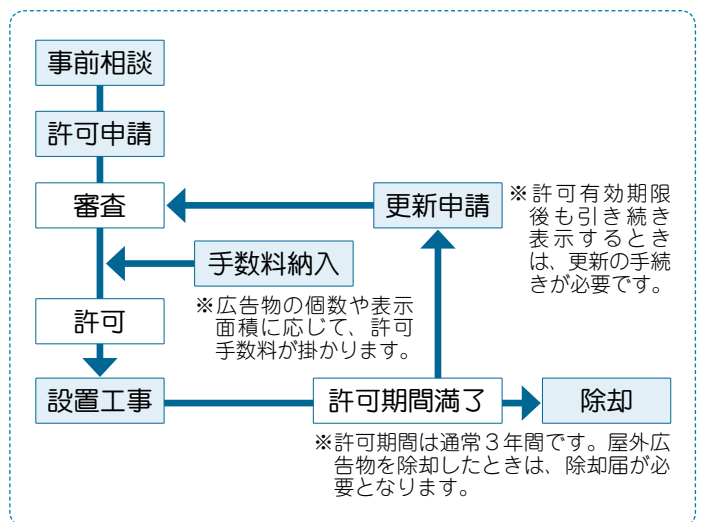 事前相談
許可申請
審査
更新申請
※許可有効期限
後も引き続き
表示するとき
は、更新の手続
きが必要です。
手数料納入
※広告物の個数や表示
面積に応じて、許可
手数料が掛かります。
許可
設置工事
許可期間満了
除却
※許可期間は通常３年間です。屋外広
告物を除却したときは、除却届が必
要となります。